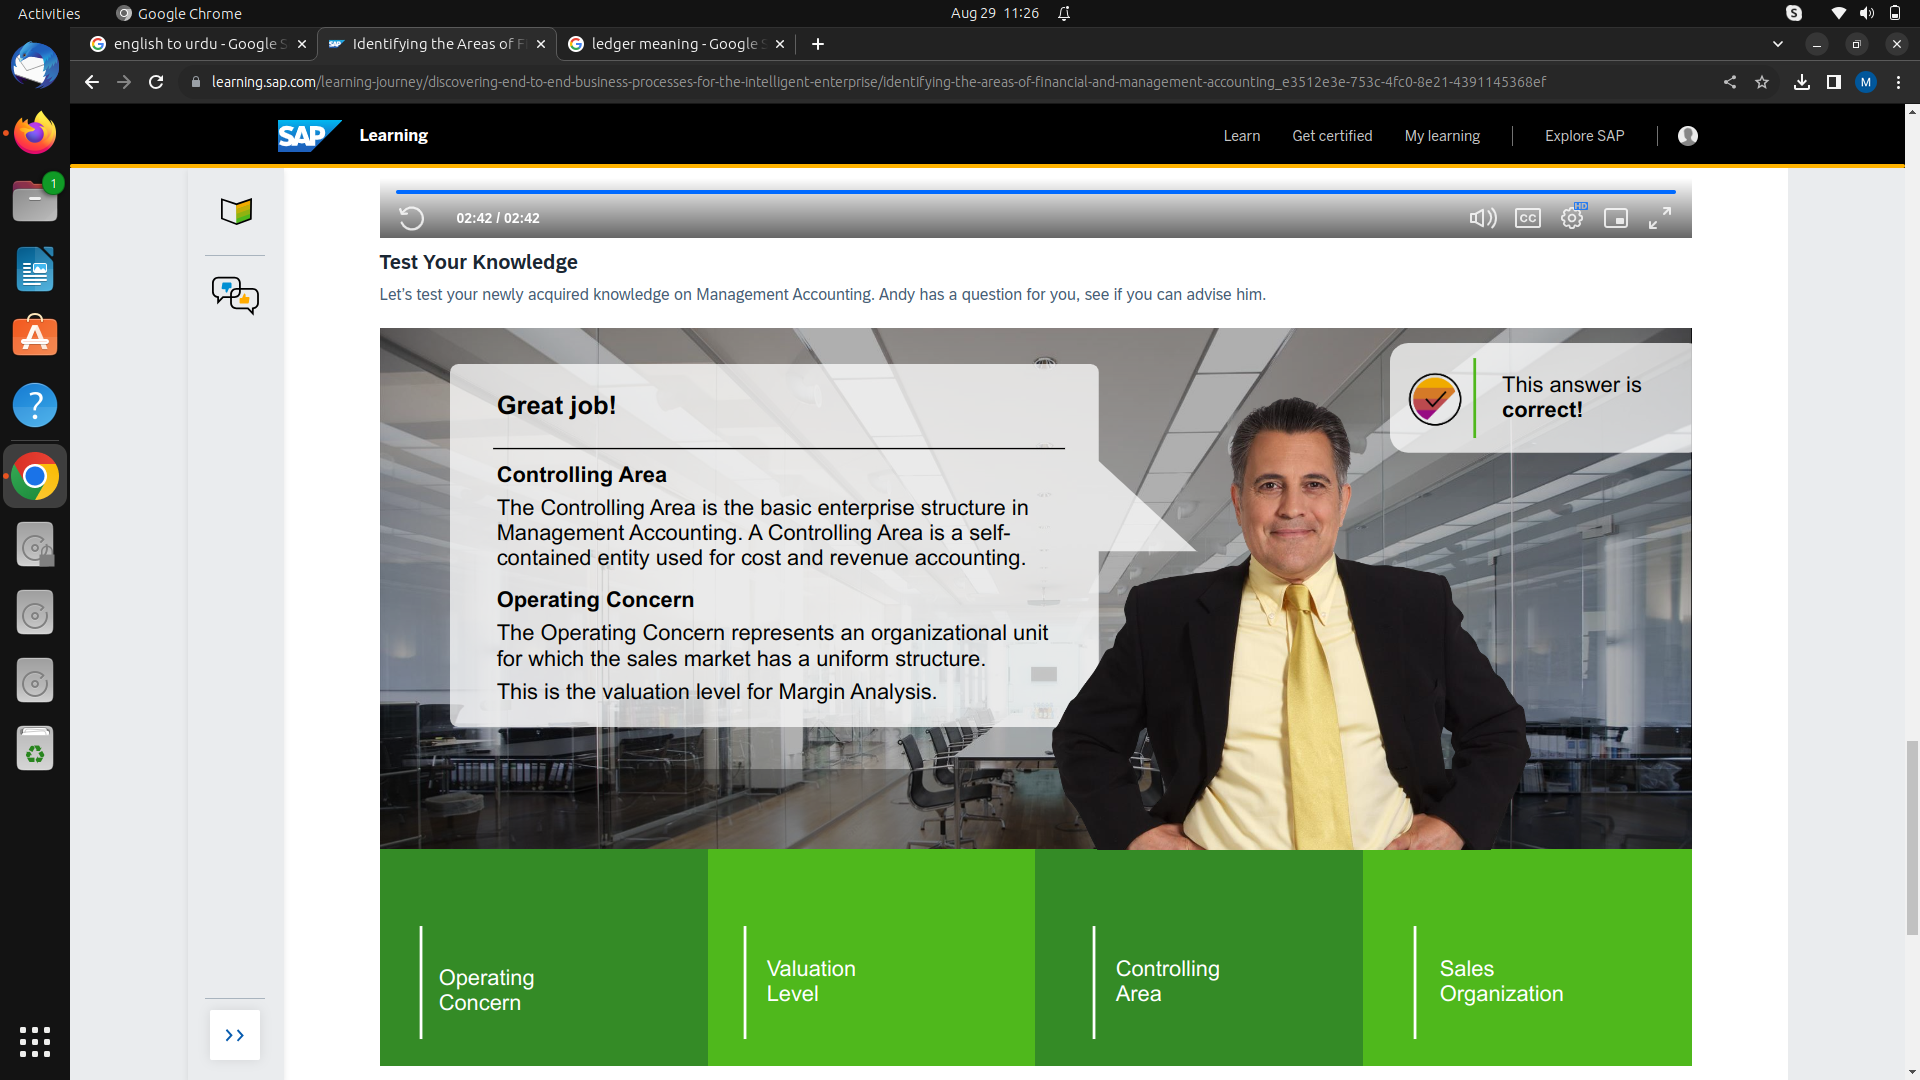 Activities
Google Chrome
Aug 29 11:26
english to urdu - Google S
Identifying the Areas of F
ledger meaning - Google S
learning.sap.com/learning-journey/discovering-end-to-end-business-processes-for-the-intelligent-enterprise/identifying-the-areas-of-financial-and-management-accounting_e3512e3e-753c-4fc0-8e21-4391145368ef
M
1
SAP Learning
Learn
Get certified
My learning
Explore SAP
02:42 / 02:42
CC
HD
Test Your Knowledge
Let's test your newly acquired knowledge on Management Accounting. Andy has a question for you, see if you can advise him.
Great job!
This answer is
correct!
Controlling Area
The Controlling Area is the basic enterprise structure in
Management Accounting. A Controlling Area is a self-
contained entity used for cost and revenue accounting.
Operating Concern
The Operating Concern represents an organizational unit
for which the sales market has a uniform structure.
This is the valuation level for Margin Analysis.
Operating
Concern
Valuation
Level
Controlling
Area
Sales
Organization